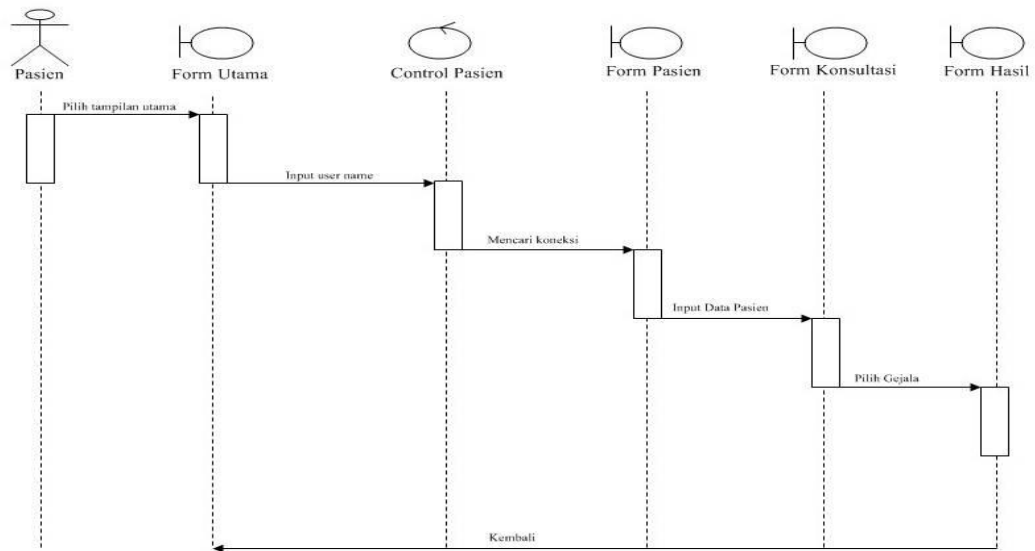 Pasien
Form Utama
Control Pasien
Form Pasien
Form Konsultasi
Form Hasil
Pilih tampilan utama
Input user name
Mencari koneksi
Input Data Pasien
Pilih Gejala
Kembali